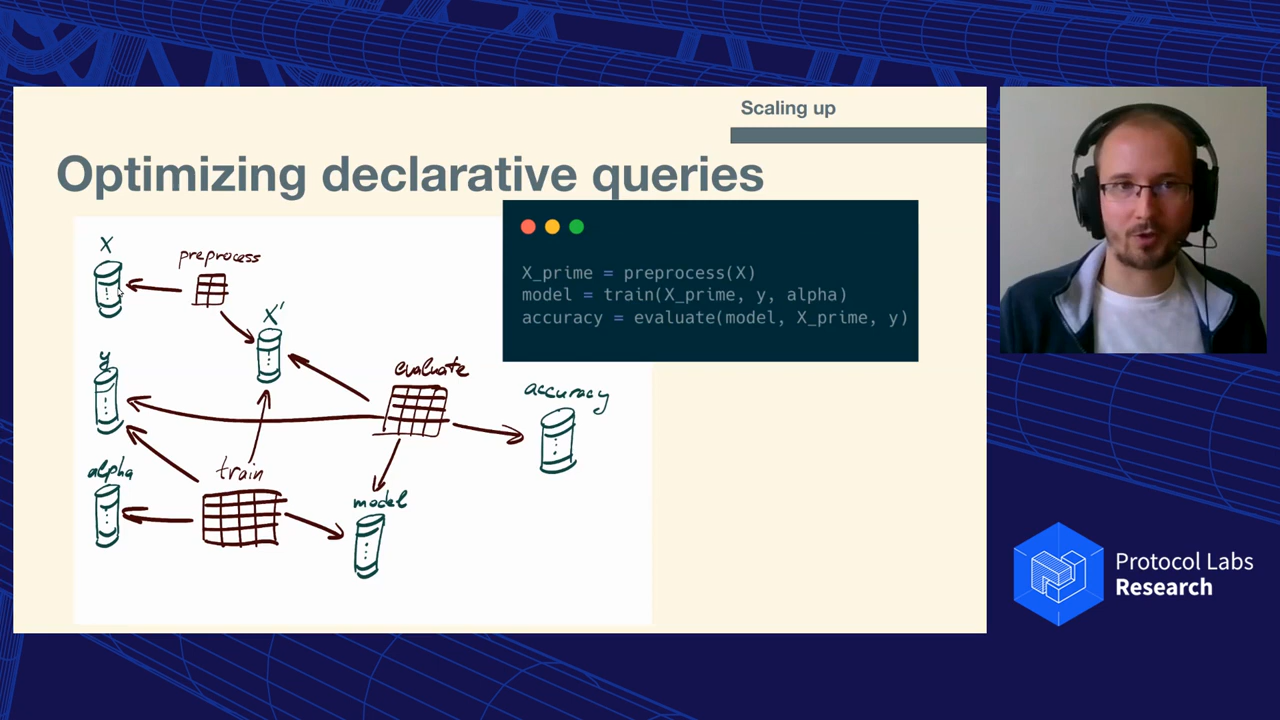 Scaling up
Optimizing declarative queries
X_prime = preprocess(X)
model = train(X_prime, y, alpha)
accuracy = evaluate(model, X_prime, y)
X
preprocess
X'
y
evaluate
accuracy
alpha
train
model
Protocol Labs
Research